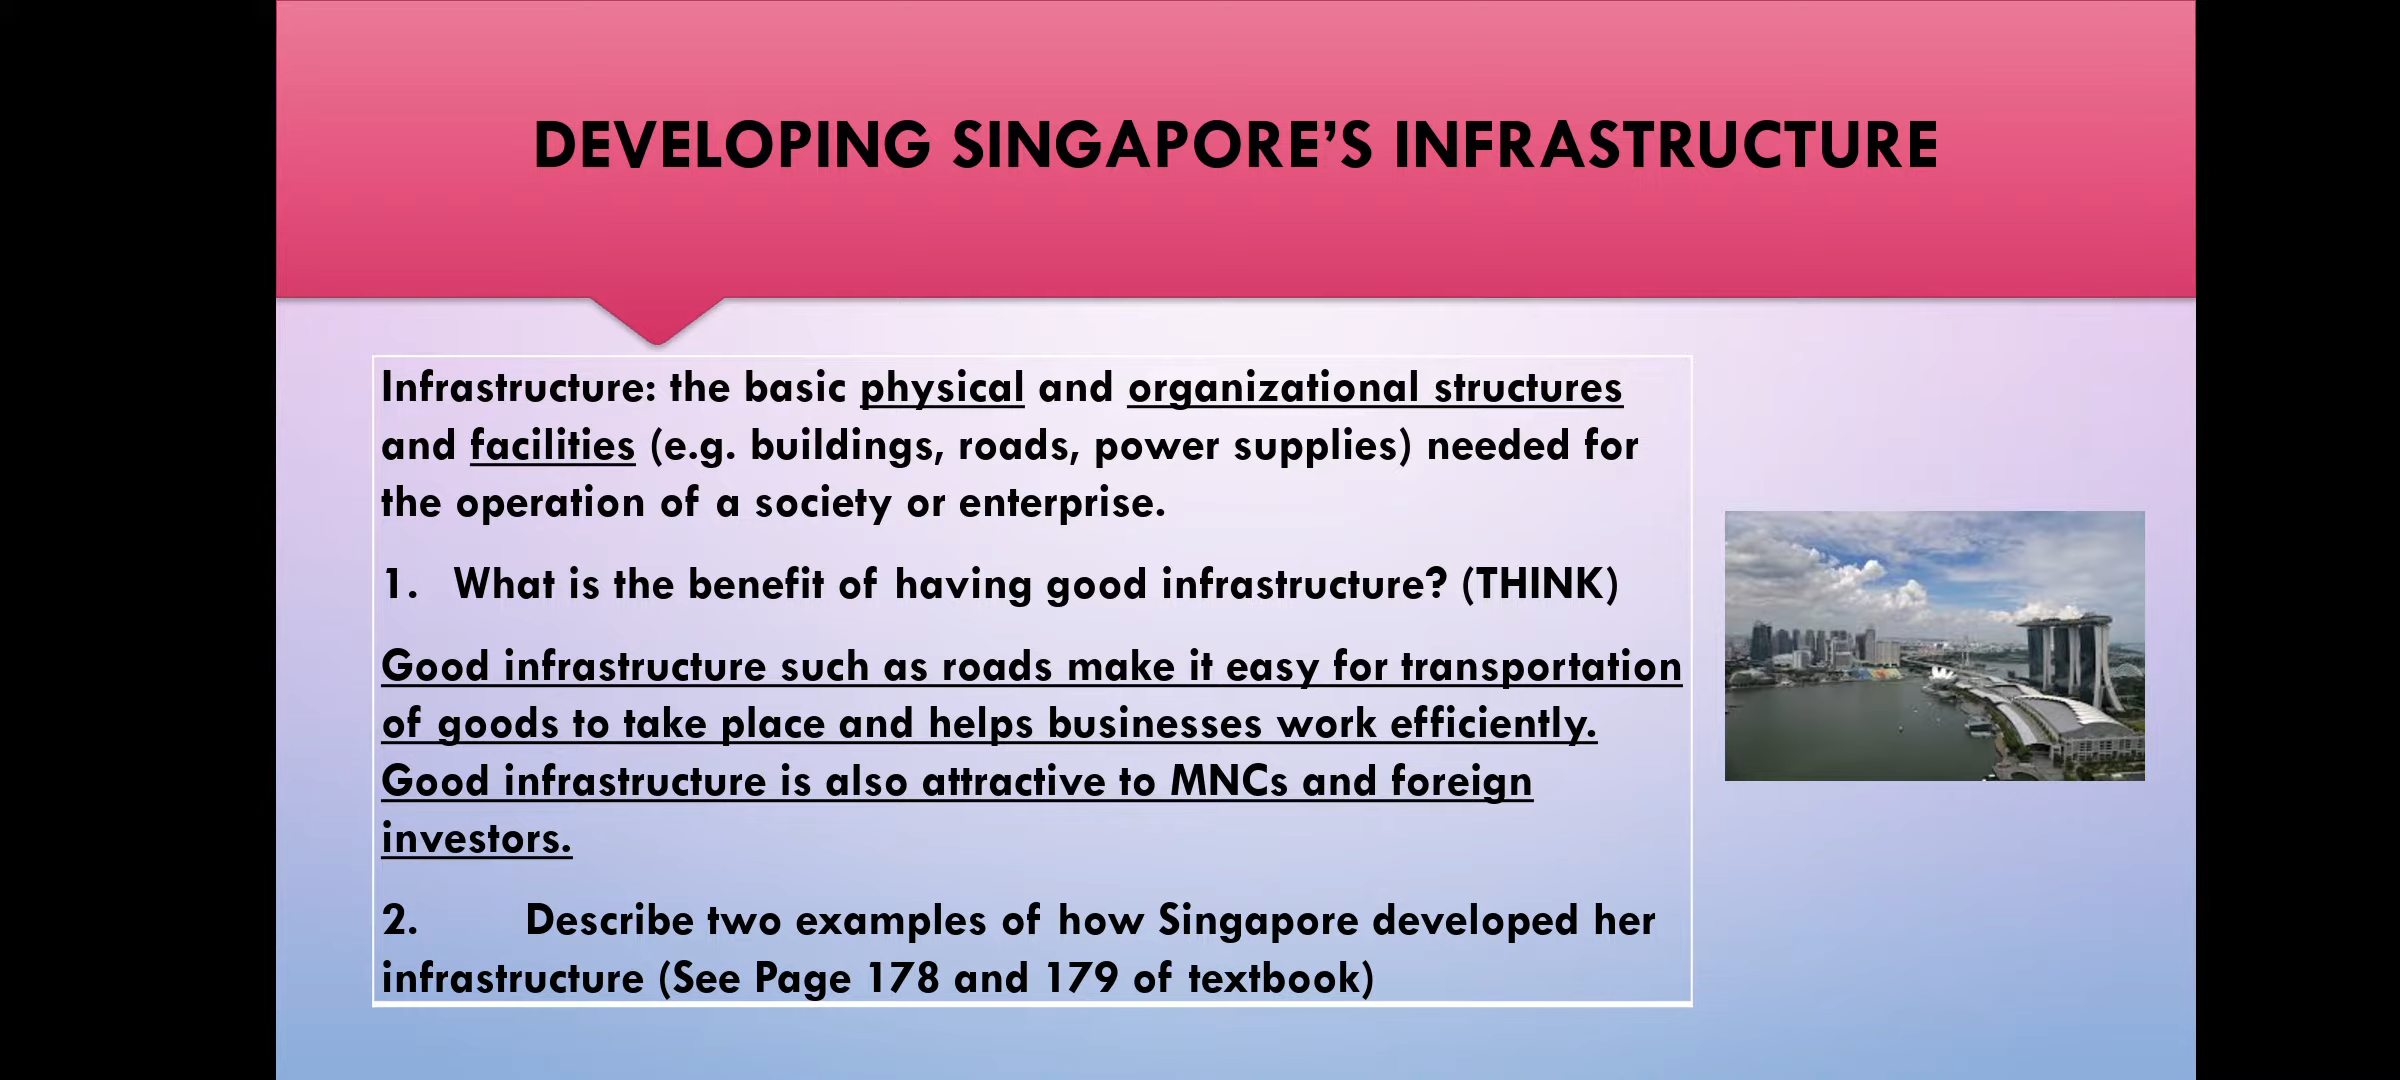 DEVELOPING SINGAPORE’S INFRASTRUCTURE
Infrastructure: the basic physical and organizational structures
and facilities (e.g. buildings, roads, power supplies) needed for
the operation of a society or enterprise.
1. What is the benefit of having good infrastructure? (THINK)
Good infrastructure such as roads make it easy for transportation
of goods to take place and helps businesses work efficiently.
Good infrastructure is also attractive to MNCs and foreign
investors.
2. Describe two examples of how Singapore developed her
infrastructure (See Page 178 and 179 of textbook)